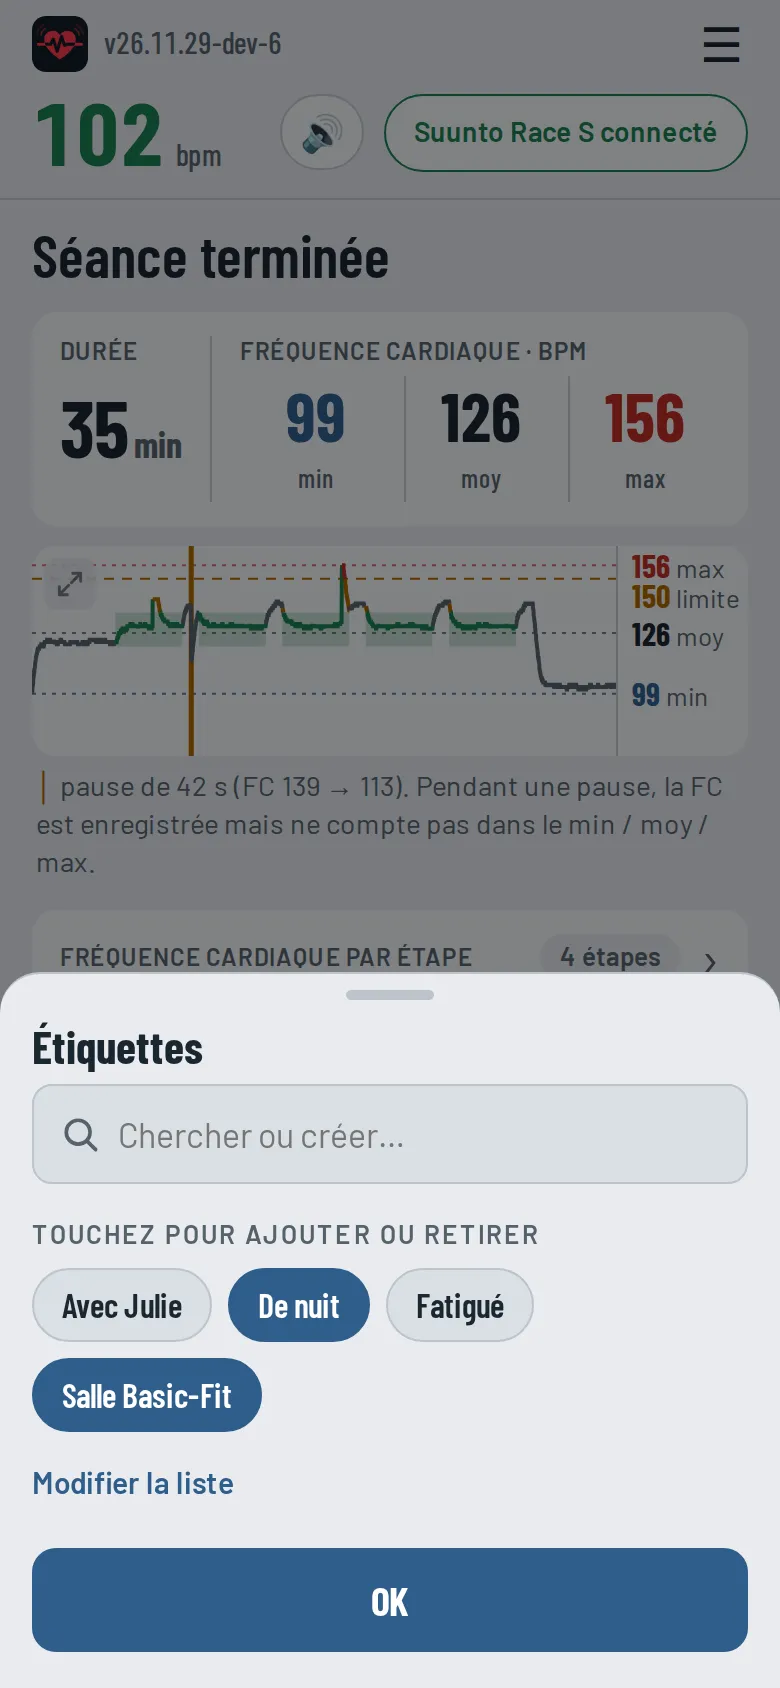 v26.11.29-dev-6
☰
102 bpm
Suunto Race S connecté
Séance terminée
DURÉE
35 min
FRÉQUENCE CARDIAQUE · BPM
99
min
126
moy
156
max
156 max
150 limite
126 moy
99 min
pause de 42 s (FC 139 → 113). Pendant une pause, la FC
est enregistrée mais ne compte pas dans le min / moy /
max.
FRÉQUENCE CARDIAQUE PAR ÉTAPE
4 étapes ›
Étiquettes
Chercher ou créer...
TOUCHEZ POUR AJOUTER OU RETIRER
Avec Julie
De nuit
Fatigué
Salle Basic-Fit
Modifier la liste
OK